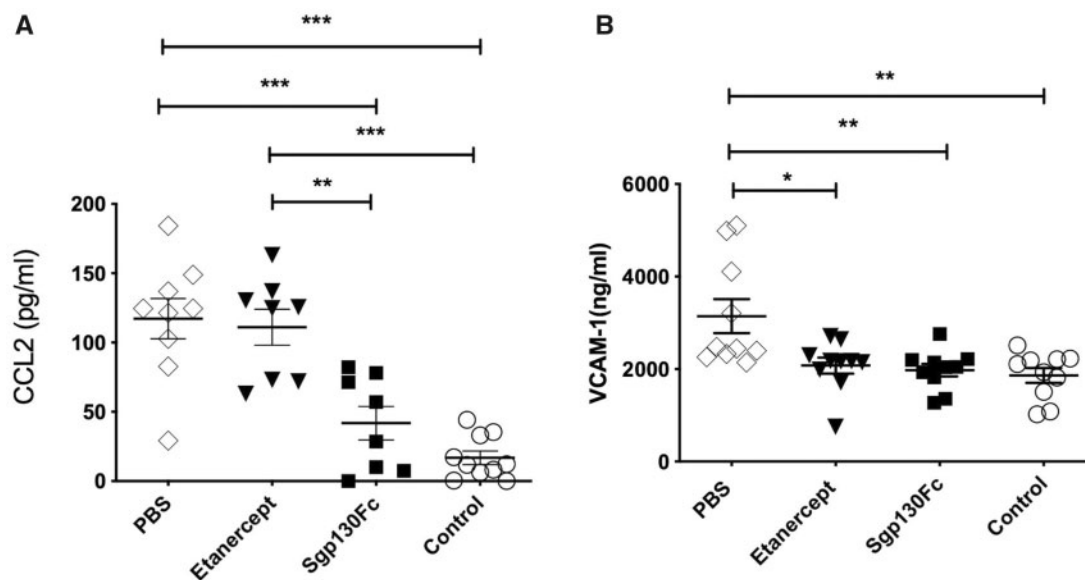 A
***
***
***
**
CCL2 (pg/ml)
200
150
100
50
0
PBS
Etanercept
Sgp130Fc
Control
B
**
**
*
VCAM-1(ng/ml)
6000
4000
2000
0
PBS
Etanercept
Sgp130Fc
Control